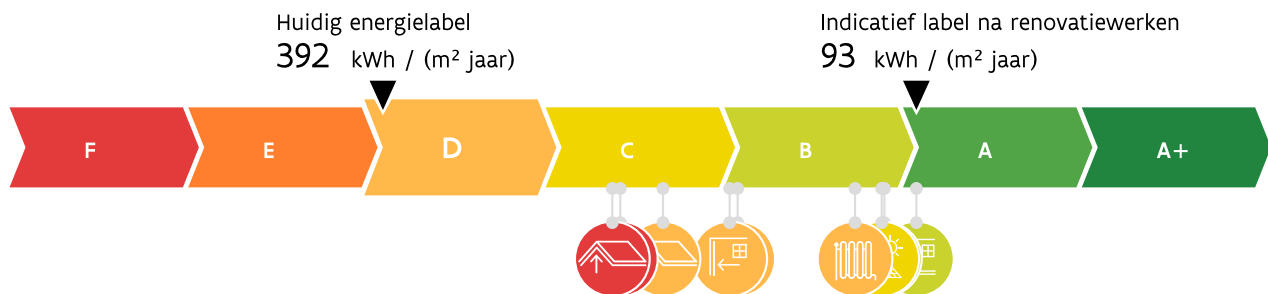 Huidig energielabel
392 kWh / (m² jaar)
Indicatief label na renovatiewerken
93 kWh / (m² jaar)
F E D C B A A+